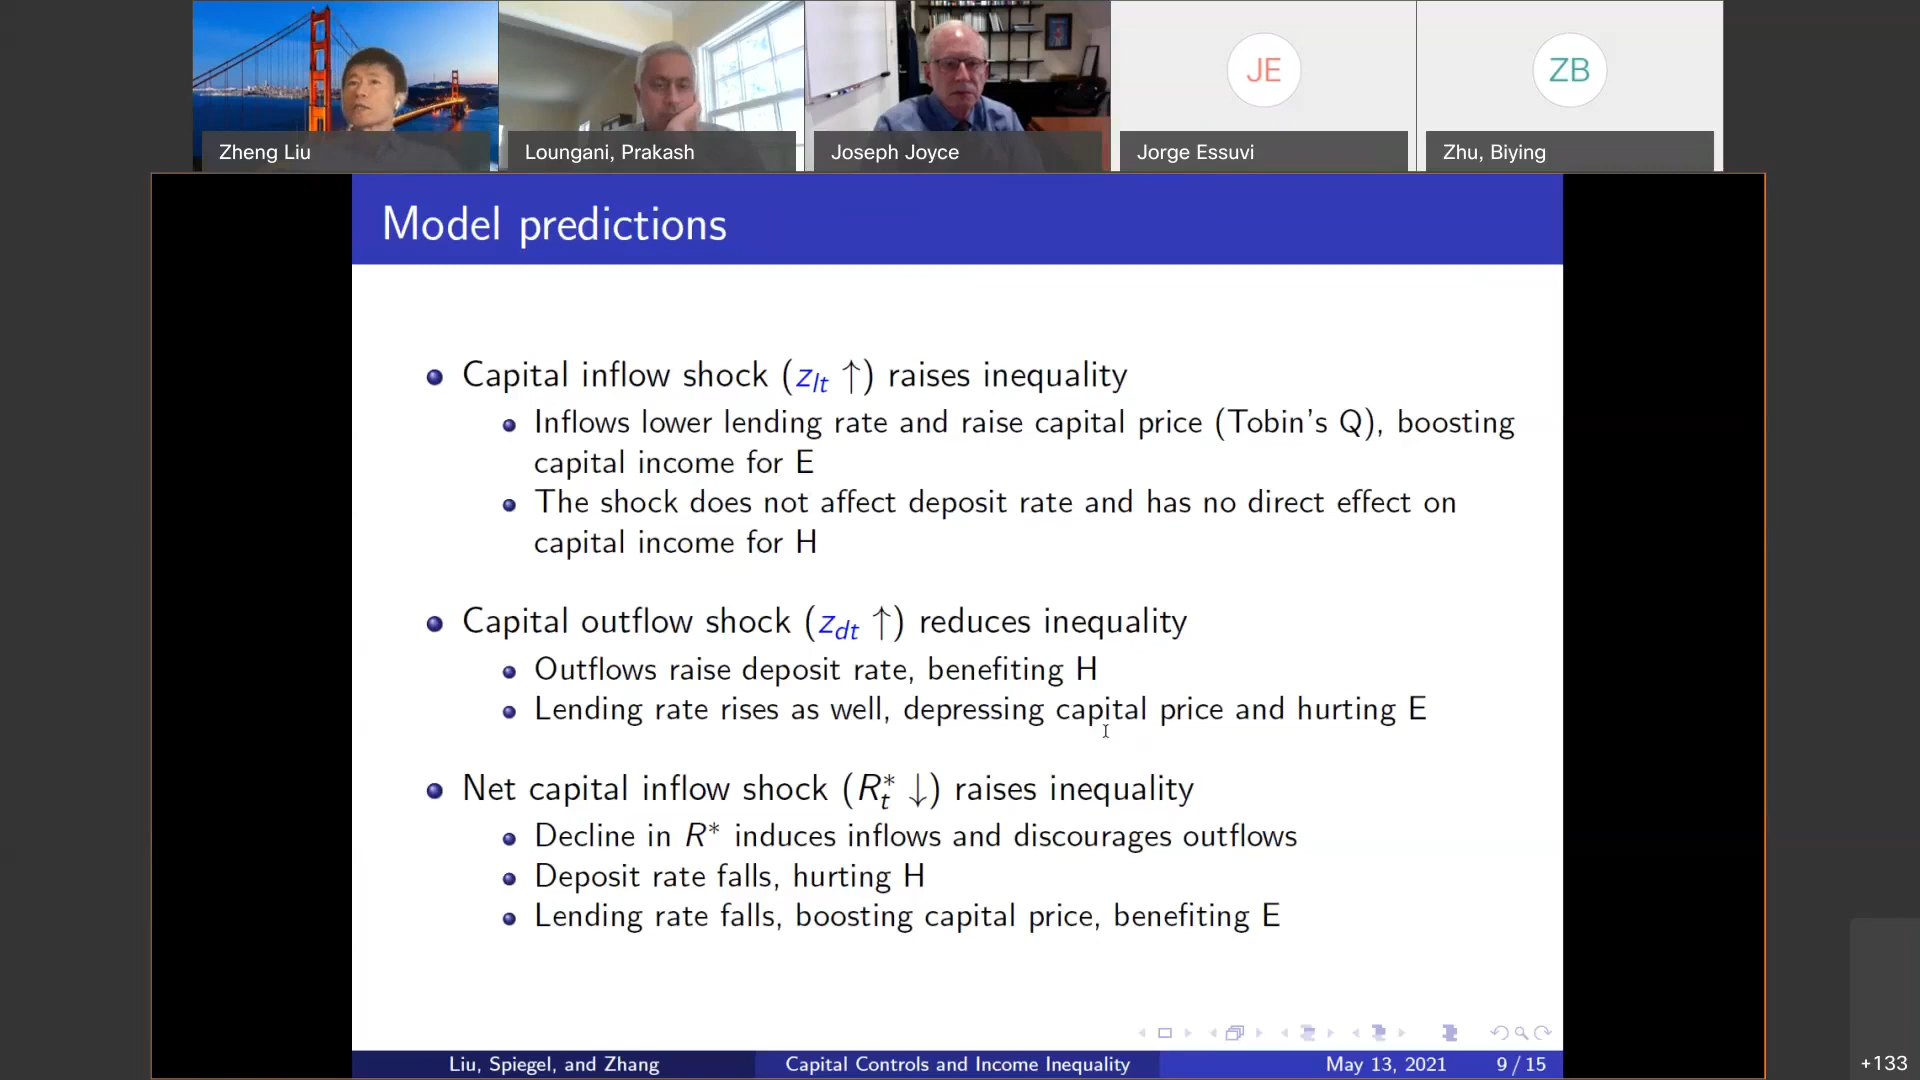 Zheng Liu
Loungani, Prakash
Joseph Joyce
JE
Jorge Essuvi
ZB
Zhu, Biying
Model predictions
Capital inflow shock (z_lt ↑) raises inequality
Inflows lower lending rate and raise capital price (Tobin's Q), boosting
capital income for E
The shock does not affect deposit rate and has no direct effect on
capital income for H
Capital outflow shock (z_dt ↑) reduces inequality
Outflows raise deposit rate, benefiting H
Lending rate rises as well, depressing capital price and hurting E
Net capital inflow shock (R*_t ↓) raises inequality
Decline in R* induces inflows and discourages outflows
Deposit rate falls, hurting H
Lending rate falls, boosting capital price, benefiting E
Liu, Spiegel, and Zhang
Capital Controls and Income Inequality
May 13, 2021
9 / 15
+133